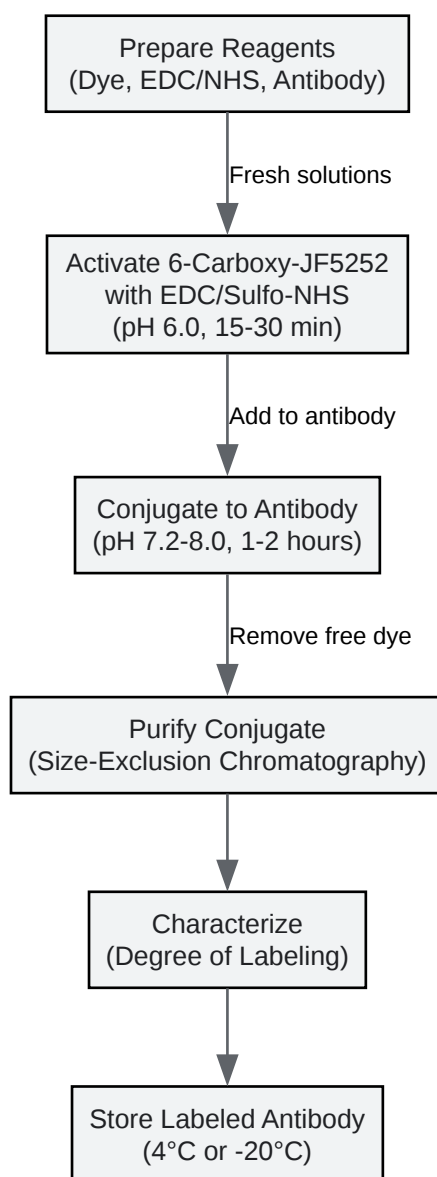 Prepare Reagents
(Dye, EDC/NHS, Antibody)
Fresh solutions
Activate 6-Carboxy-JF5252
with EDC/Sulfo-NHS
(pH 6.0, 15-30 min)
Add to antibody
Conjugate to Antibody
(pH 7.2-8.0, 1-2 hours)
Remove free dye
Purify Conjugate
(Size-Exclusion Chromatography)
Characterize
(Degree of Labeling)
Store Labeled Antibody
(4°C or -20°C)